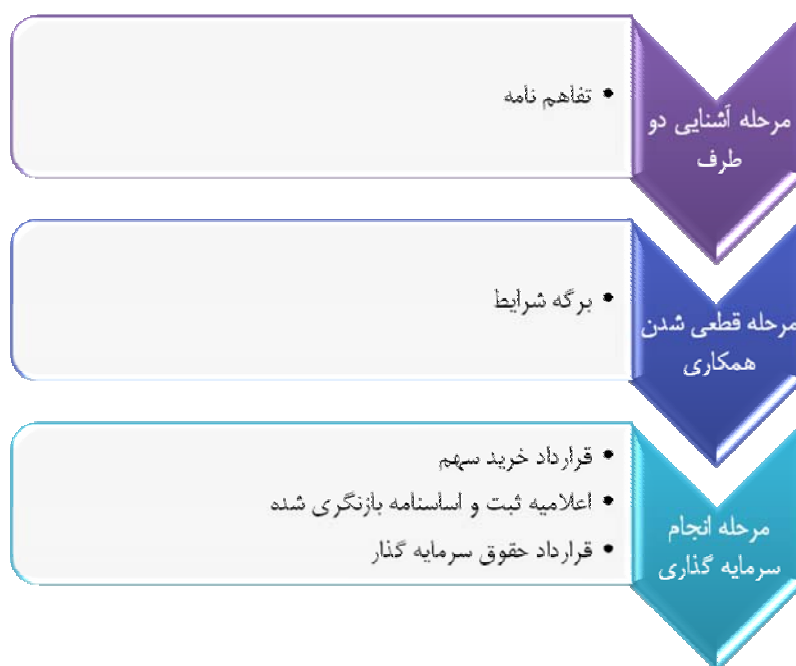 مرحله آشنایی دو
طرف
• تفاهم نامه
مرحله قطعی شدن
همکاری
• برگه شرایط
مرحله انجام
سرمایه گذاری
• قرارداد خرید سهم
• اعلامیه ثبت و اساسنامه بازنگری شده
• قرارداد حقوق سرمایه گذار